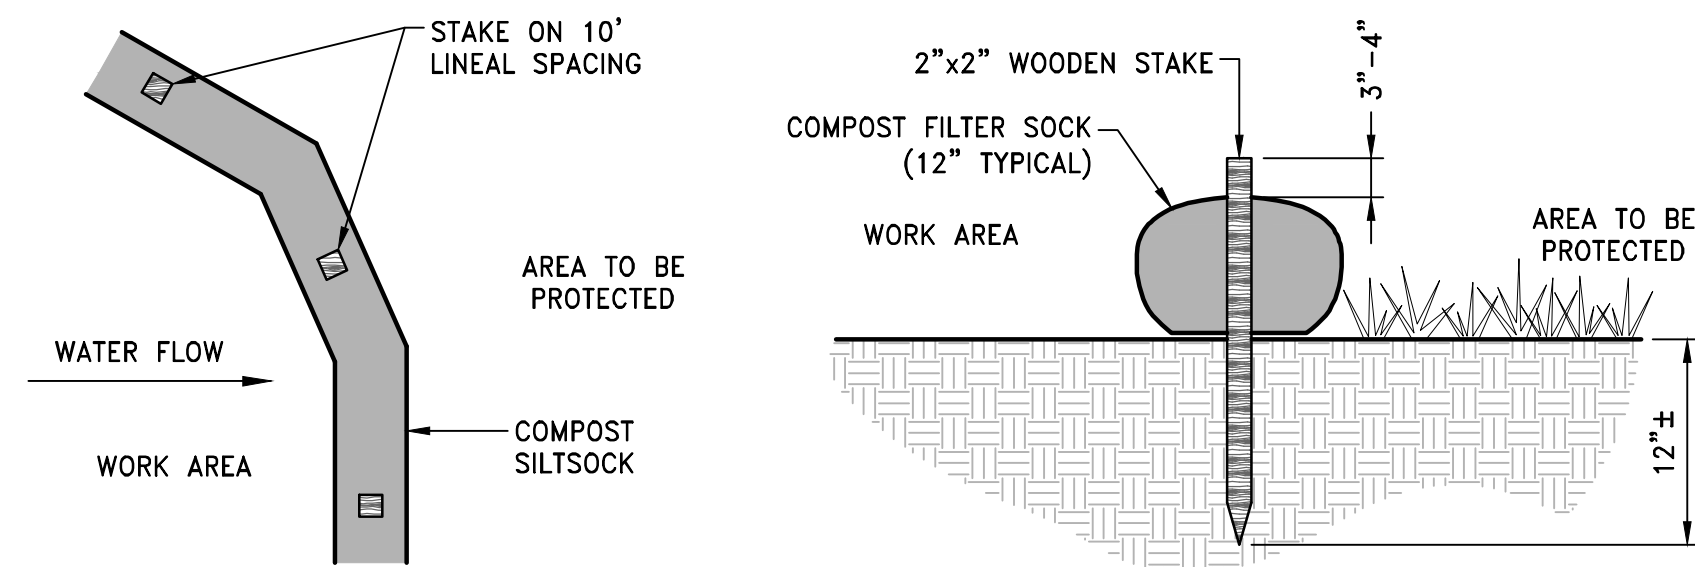 STAKE ON 10'
LINEAL SPACING
AREA TO BE
PROTECTED
WATER FLOW
WORK AREA
COMPOST
SILTSOCK
2”x2” WOODEN STAKE
COMPOST FILTER SOCK
(12” TYPICAL)
WORK AREA
3”-4”
AREA TO BE
PROTECTED
12”±